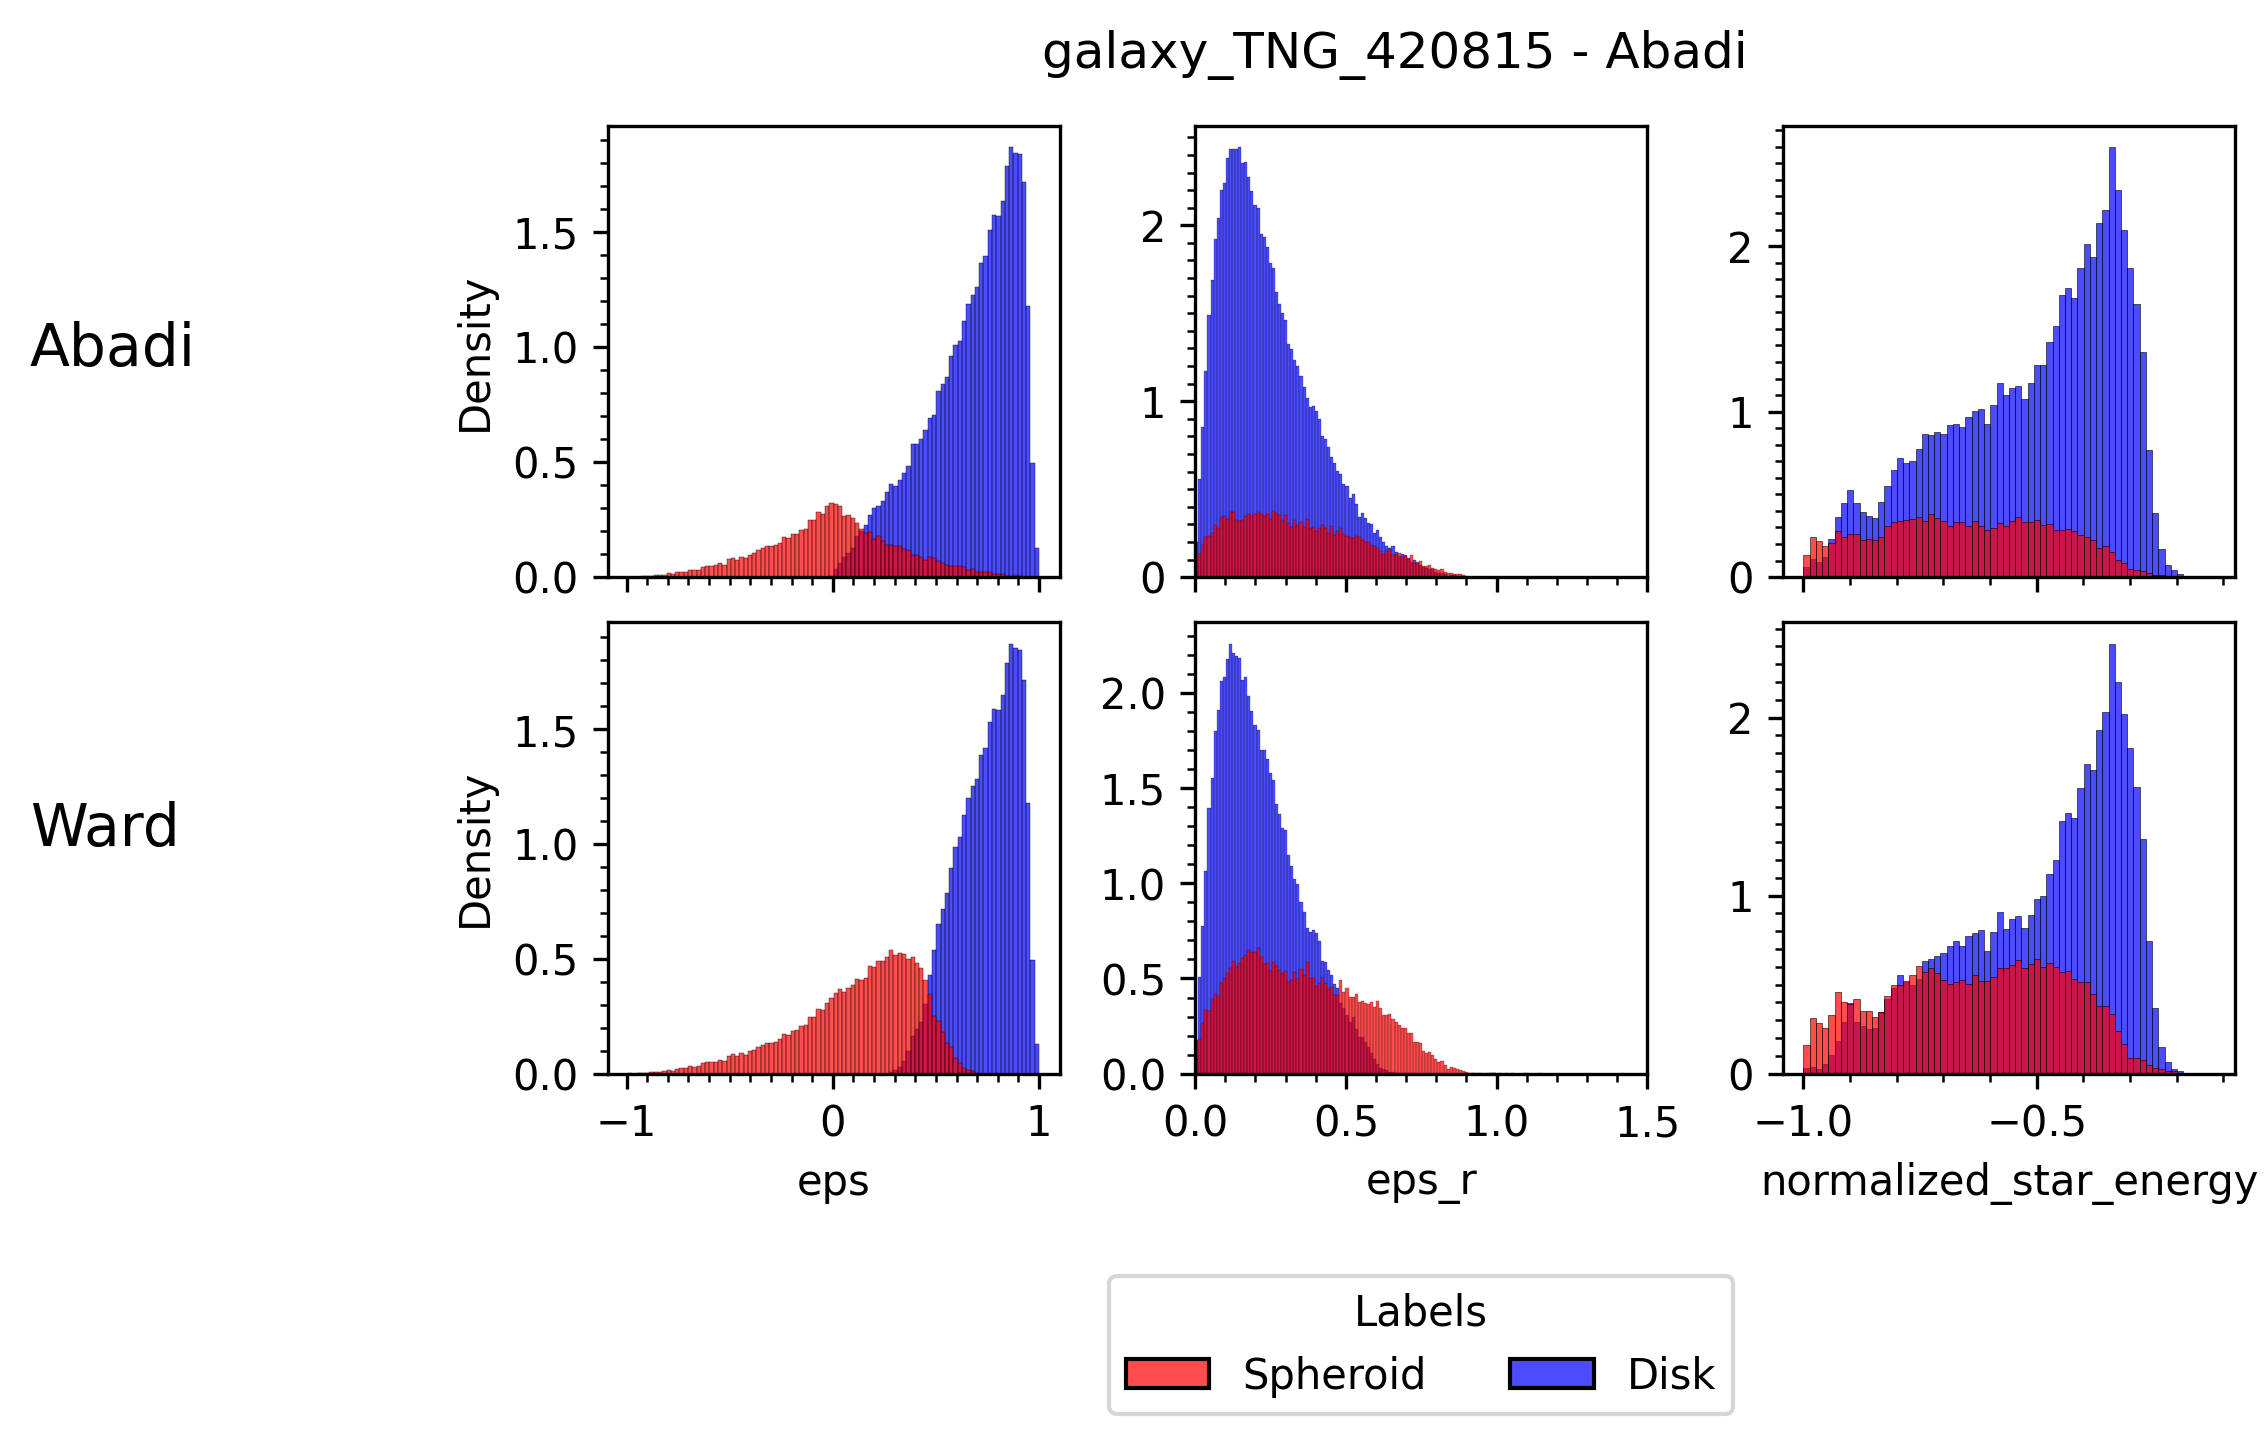 galaxy_TNG_420815 - Abadi
Abadi
Density
1.5
1.0
0.5
0.0
2
1
0
2
1
0
Ward
Density
1.5
1.0
0.5
0.0
2.0
1.5
1.0
0.5
0.0
2
1
0
−1 0 1
0.0 0.5 1.0 1.5
−1.0 −0.5
eps
eps_r
normalized_star_energy
Labels
Spheroid Disk